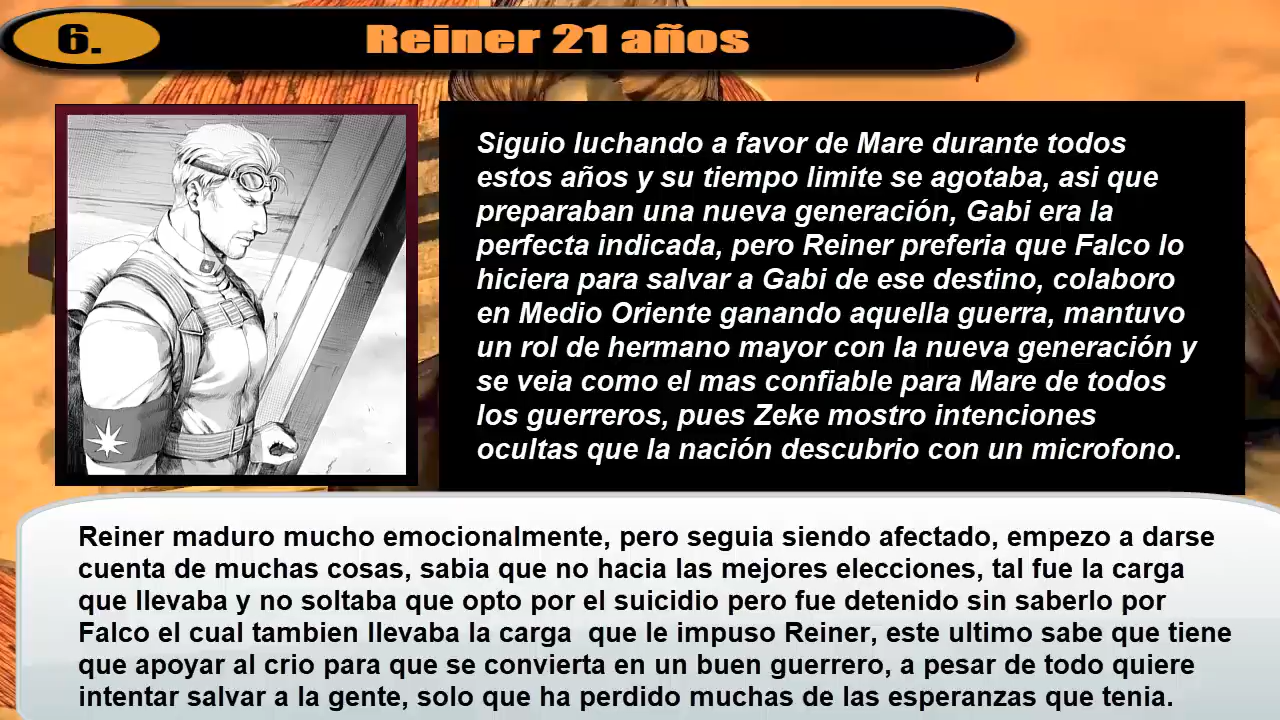 6.
Reiner 21 años
Siguio luchando a favor de Mare durante todos
estos años y su tiempo limite se agotaba, asi que
preparaban una nueva generación, Gabi era la
perfecta indicada, pero Reiner preferia que Falco lo
hiciera para salvar a Gabi de ese destino, colaboro
en Medio Oriente ganando aquella guerra, mantuvo
un rol de hermano mayor con la nueva generación y
se veia como el mas confiable para Mare de todos
los guerreros, pues Zeke mostro intenciones
ocultas que la nación descubrio con un microfono.
Reiner maduro mucho emocionalmente, pero seguia siendo afectado, empezo a darse
cuenta de muchas cosas, sabia que no hacia las mejores elecciones, tal fue la carga
que llevaba y no soltaba que opto por el suicidio pero fue detenido sin saberlo por
Falco el cual tambien llevaba la carga  que le impuso Reiner, este ultimo sabe que tiene
que apoyar al crio para que se convierta en un buen guerrero, a pesar de todo quiere
intentar salvar a la gente, solo que ha perdido muchas de las esperanzas que tenia.